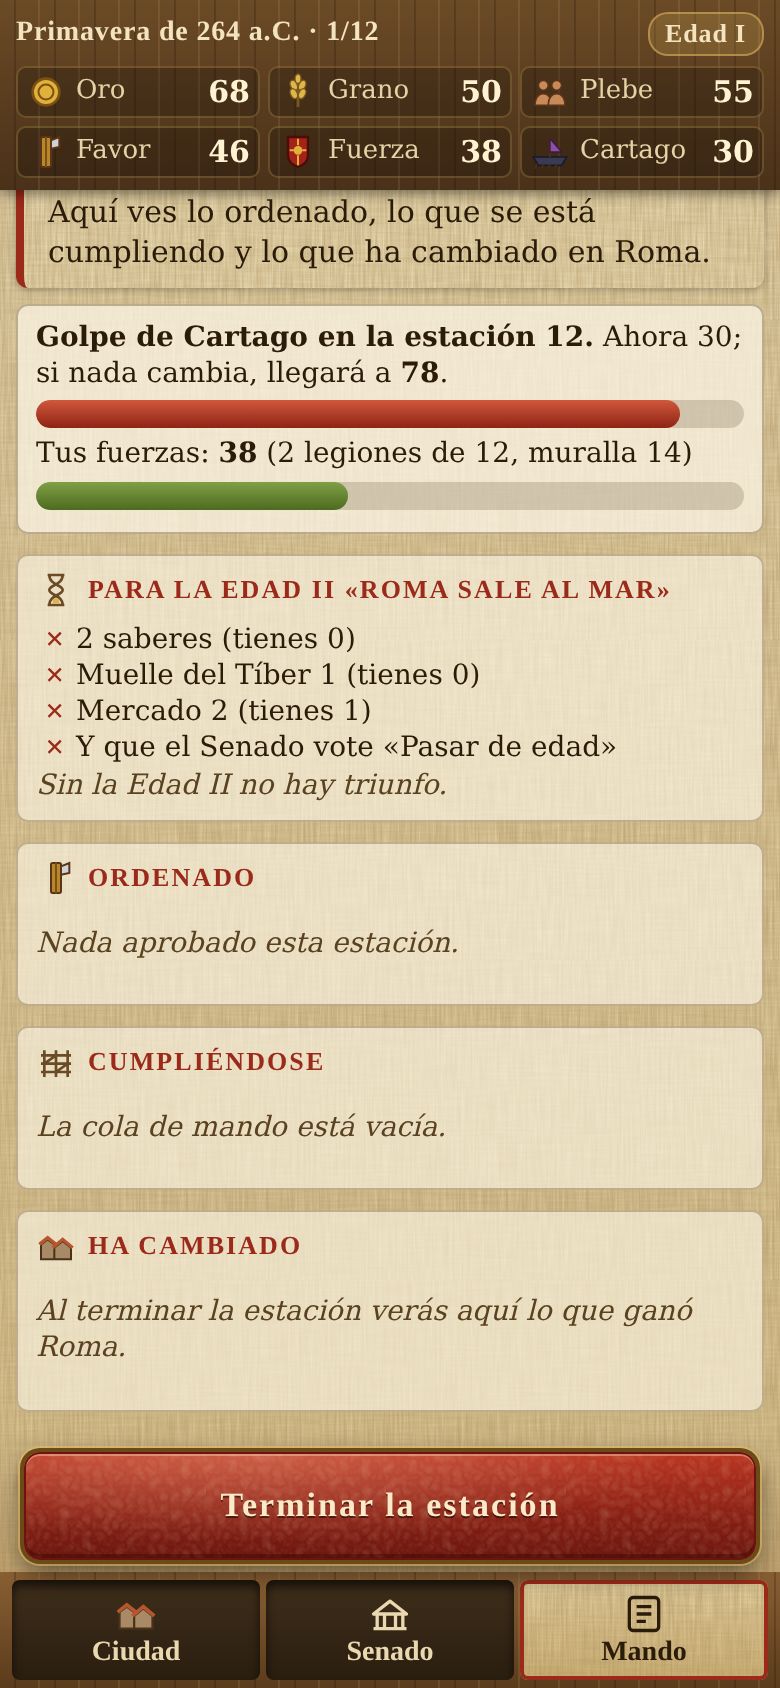 Primavera de 264 a.C. · 1/12
Edad I
Oro 68
Grano 50
Plebe 55
Favor 46
Fuerza 38
Cartago 30
Aquí ves lo ordenado, lo que se está
cumpliendo y lo que ha cambiado en Roma.
Golpe de Cartago en la estación 12. Ahora 30;
si nada cambia, llegará a 78.
Tus fuerzas: 38 (2 legiones de 12, muralla 14)
PARA LA EDAD II «ROMA SALE AL MAR»
✕ 2 saberes (tienes 0)
✕ Muelle del Tíber 1 (tienes 0)
✕ Mercado 2 (tienes 1)
✕ Y que el Senado vote «Pasar de edad»
Sin la Edad II no hay triunfo.
ORDENADO
Nada aprobado esta estación.
CUMPLIÉNDOSE
La cola de mando está vacía.
HA CAMBIADO
Al terminar la estación verás aquí lo que ganó
Roma.
Terminar la estación
Ciudad
Senado
Mando